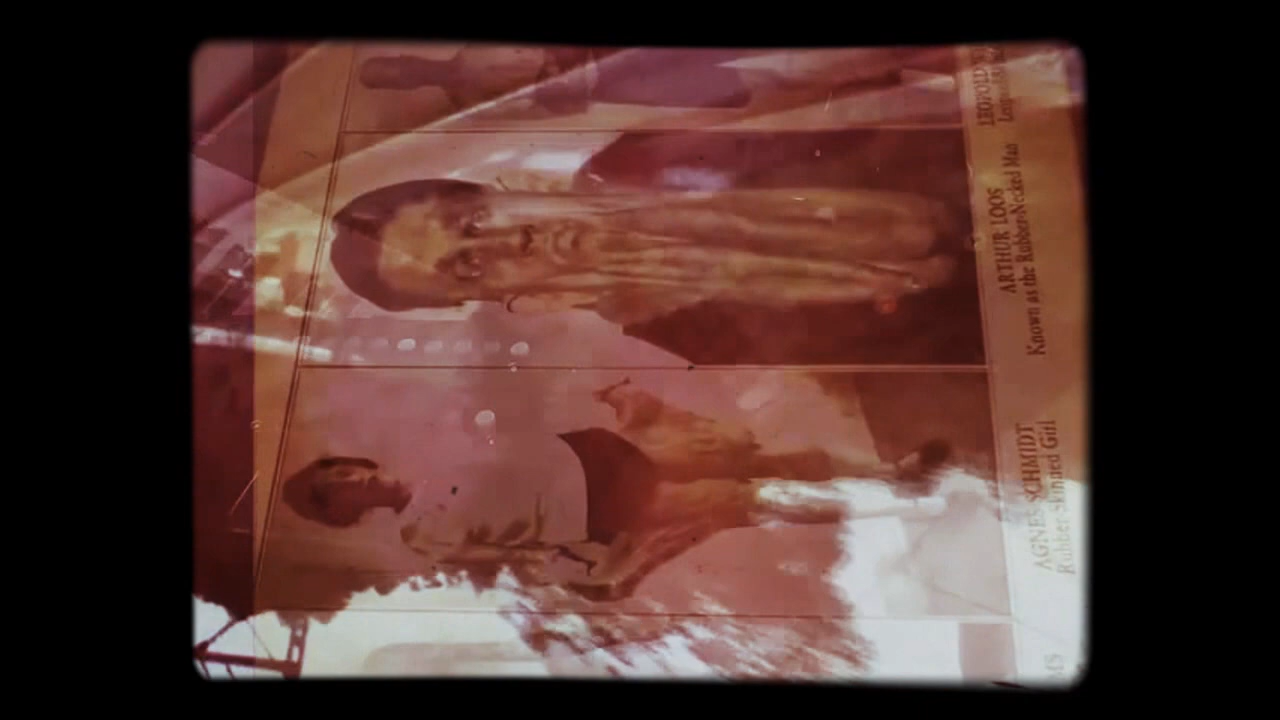 ARTHUR LOOS
Known as the Rubber-Necked Man
AGNES SCHMIDT
Rubber Skinned Girl